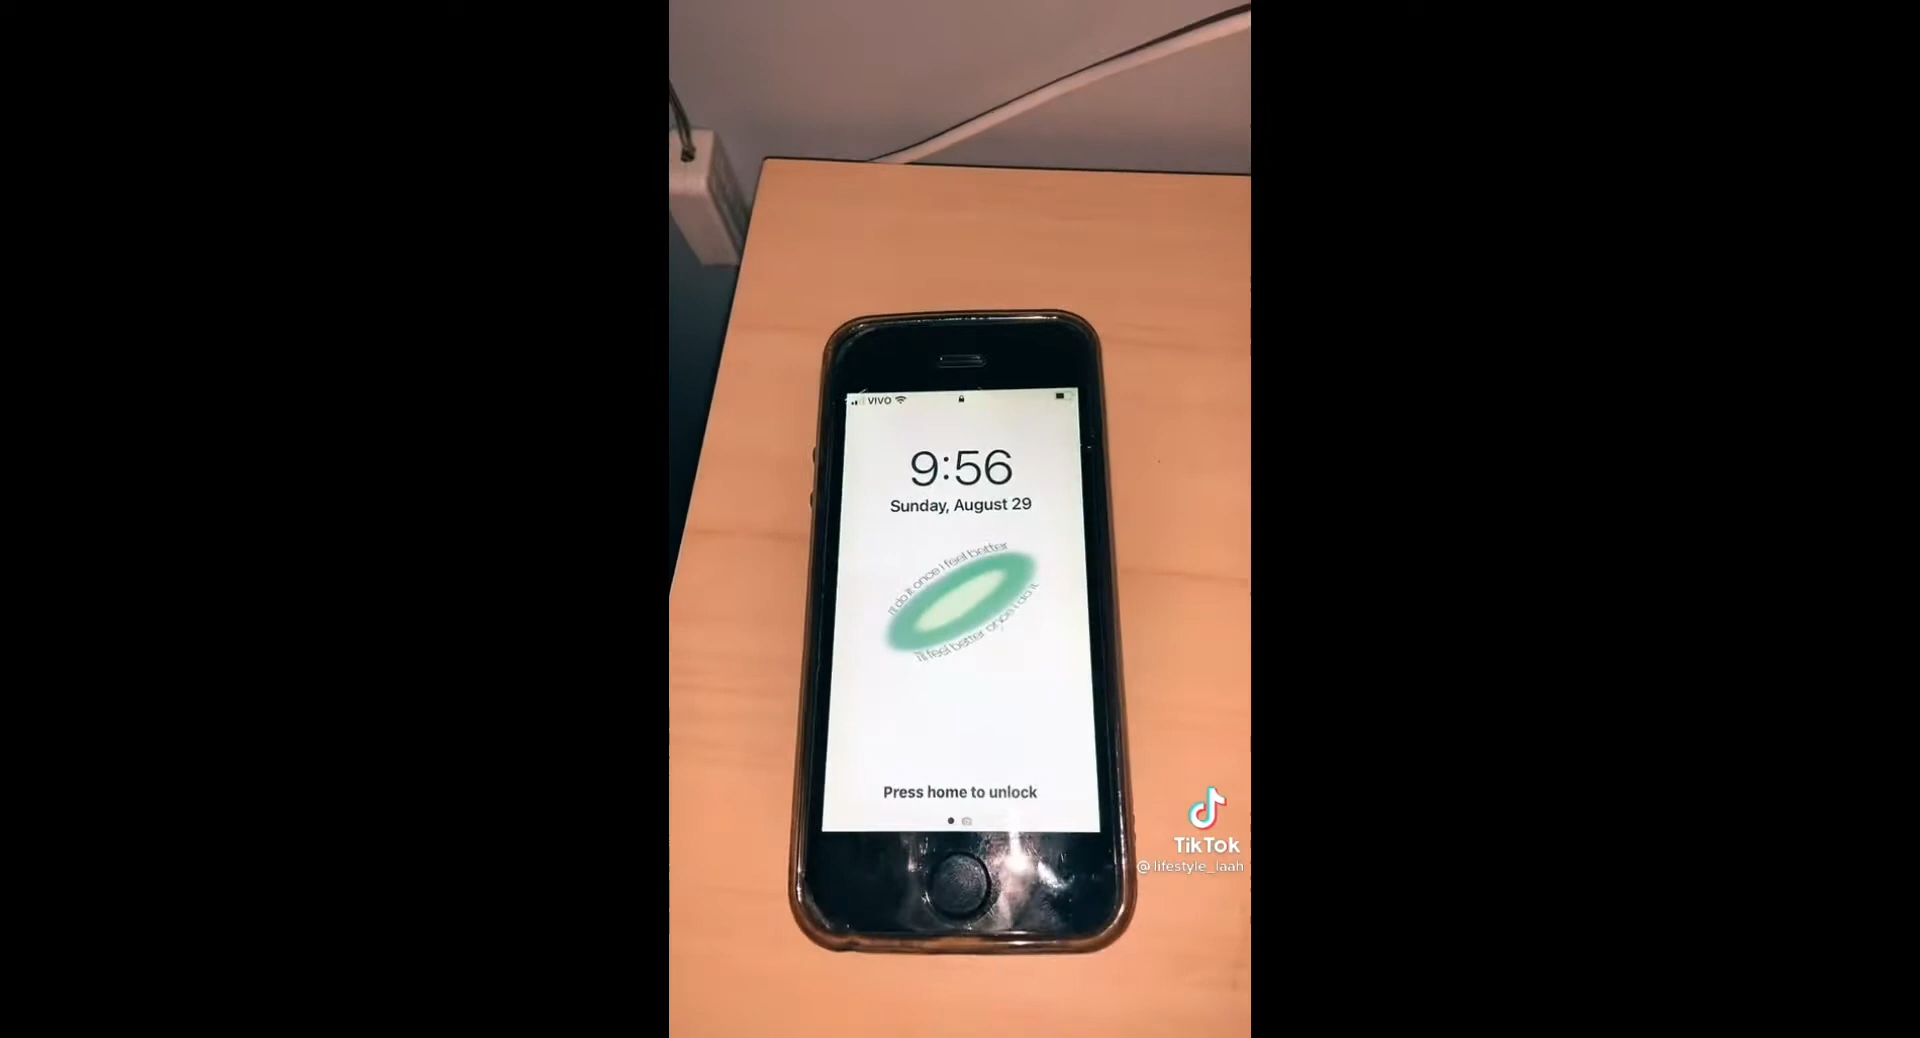 VIVO
9:56
Sunday, August 29
i'll do it once i feel better
i'll feel better once i do it
Press home to unlock
TikTok
@lifestyle_laah